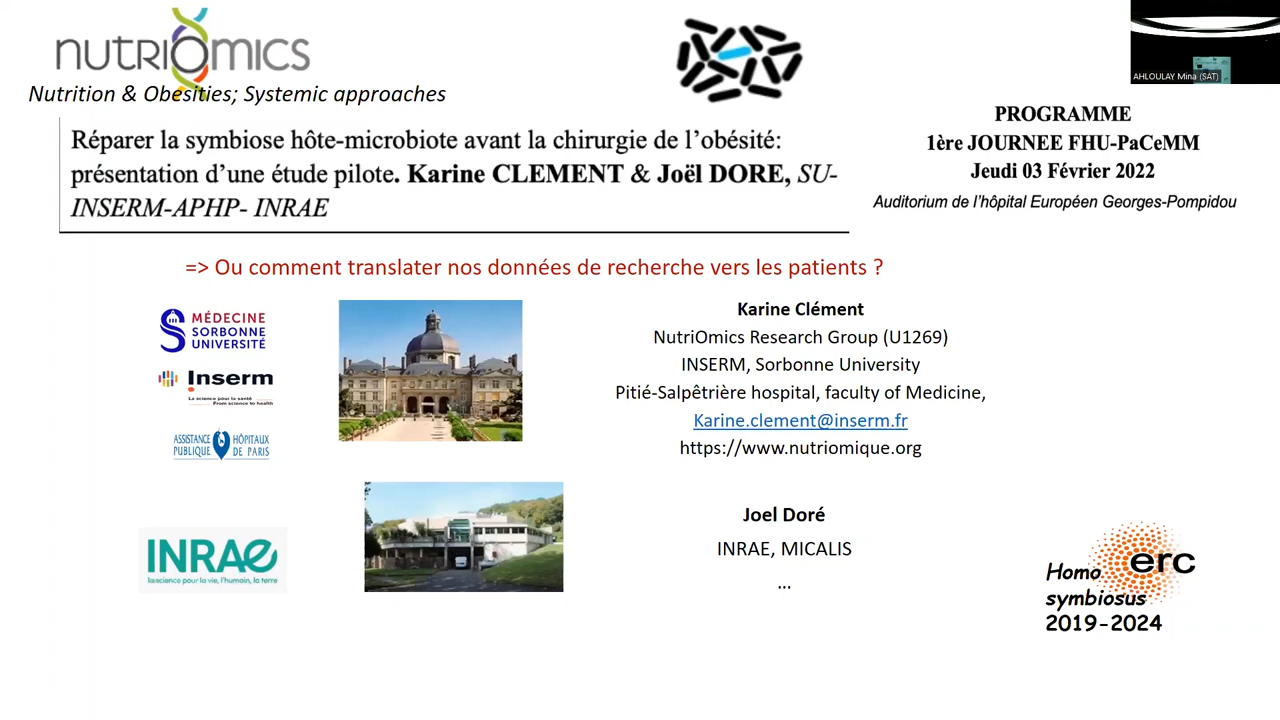 nutriomics
Nutrition & Obesities; Systemic approaches
AHLOULAY Mina (SAT)
Réparer la symbiose hôte-microbiote avant la chirurgie de l'obésité:
présentation d'une étude pilote. Karine CLEMENT & Joël DORE, SU-
INSERM-APHP- INRAE
PROGRAMME
1ère JOURNEE FHU-PaCeMM
Jeudi 03 Février 2022
Auditorium de l'hôpital Européen Georges-Pompidou
=> Ou comment translater nos données de recherche vers les patients ?
MÉDECINE
SORBONNE
UNIVERSITÉ
Inserm
La science pour la santé
From science to health
ASSISTANCE PUBLIQUE
HÔPITAUX DE PARIS
Karine Clément
NutriOmics Research Group (U1269)
INSERM, Sorbonne University
Pitié-Salpêtrière hospital, faculty of Medicine,
Karine.clement@inserm.fr
https://www.nutriomique.org
INRAE
la science pour la vie, l'humain, la terre
Joel Doré
INRAE, MICALIS
...
erc
Homo
symbiosus
2019-2024